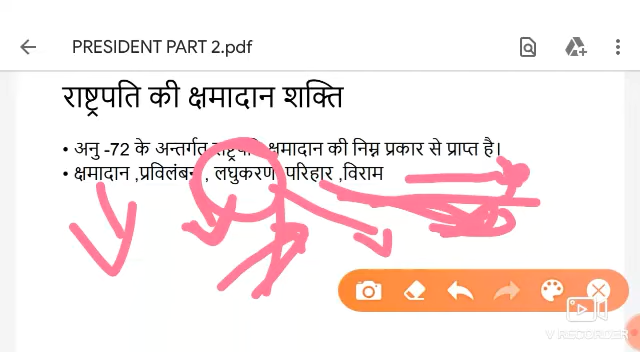 PRESIDENT PART 2.pdf
राष्ट्रपति की क्षमादान शक्ति
• अनु -72 के अन्तर्गत राष्ट्रपति क्षमादान की निम्न प्रकार से प्राप्त है।
• क्षमादान ,प्रविलंबन , लघुकरण परिहार ,विराम
V RECORDER